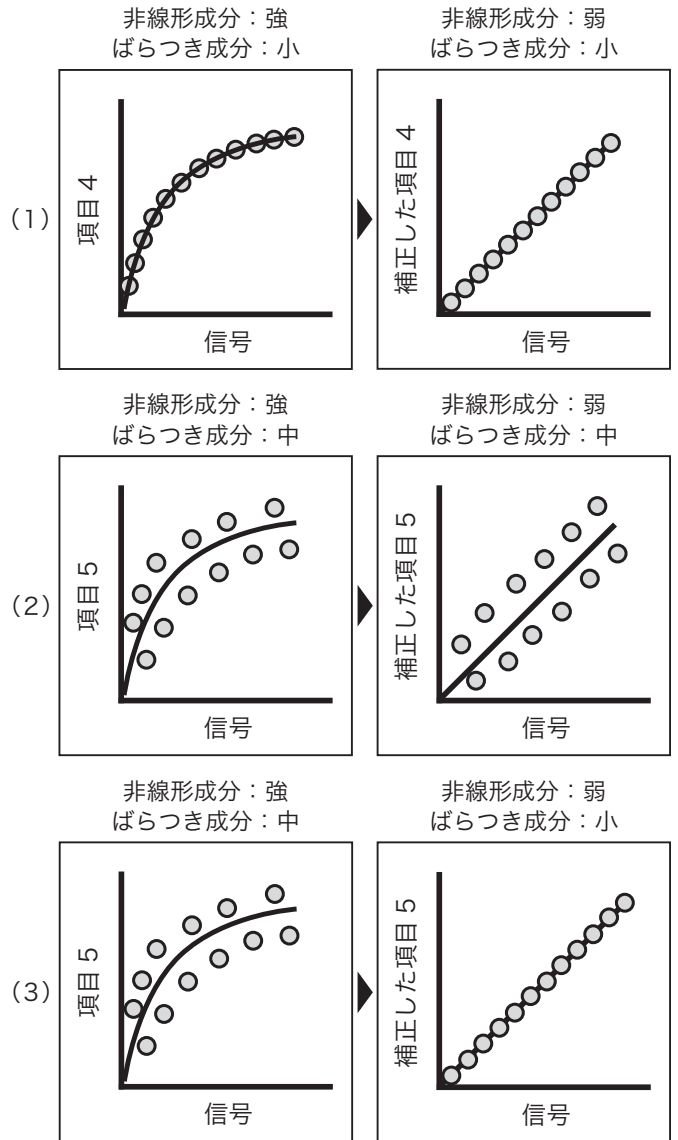 非線形成分：強
ばらつき成分：小
非線形成分：弱
ばらつき成分：小
(1)
項目 4
信号
補正した項目 4
信号
非線形成分：強
ばらつき成分：中
非線形成分：弱
ばらつき成分：中
(2)
項目 5
信号
補正した項目 5
信号
非線形成分：強
ばらつき成分：中
非線形成分：弱
ばらつき成分：小
(3)
項目 5
信号
補正した項目 5
信号